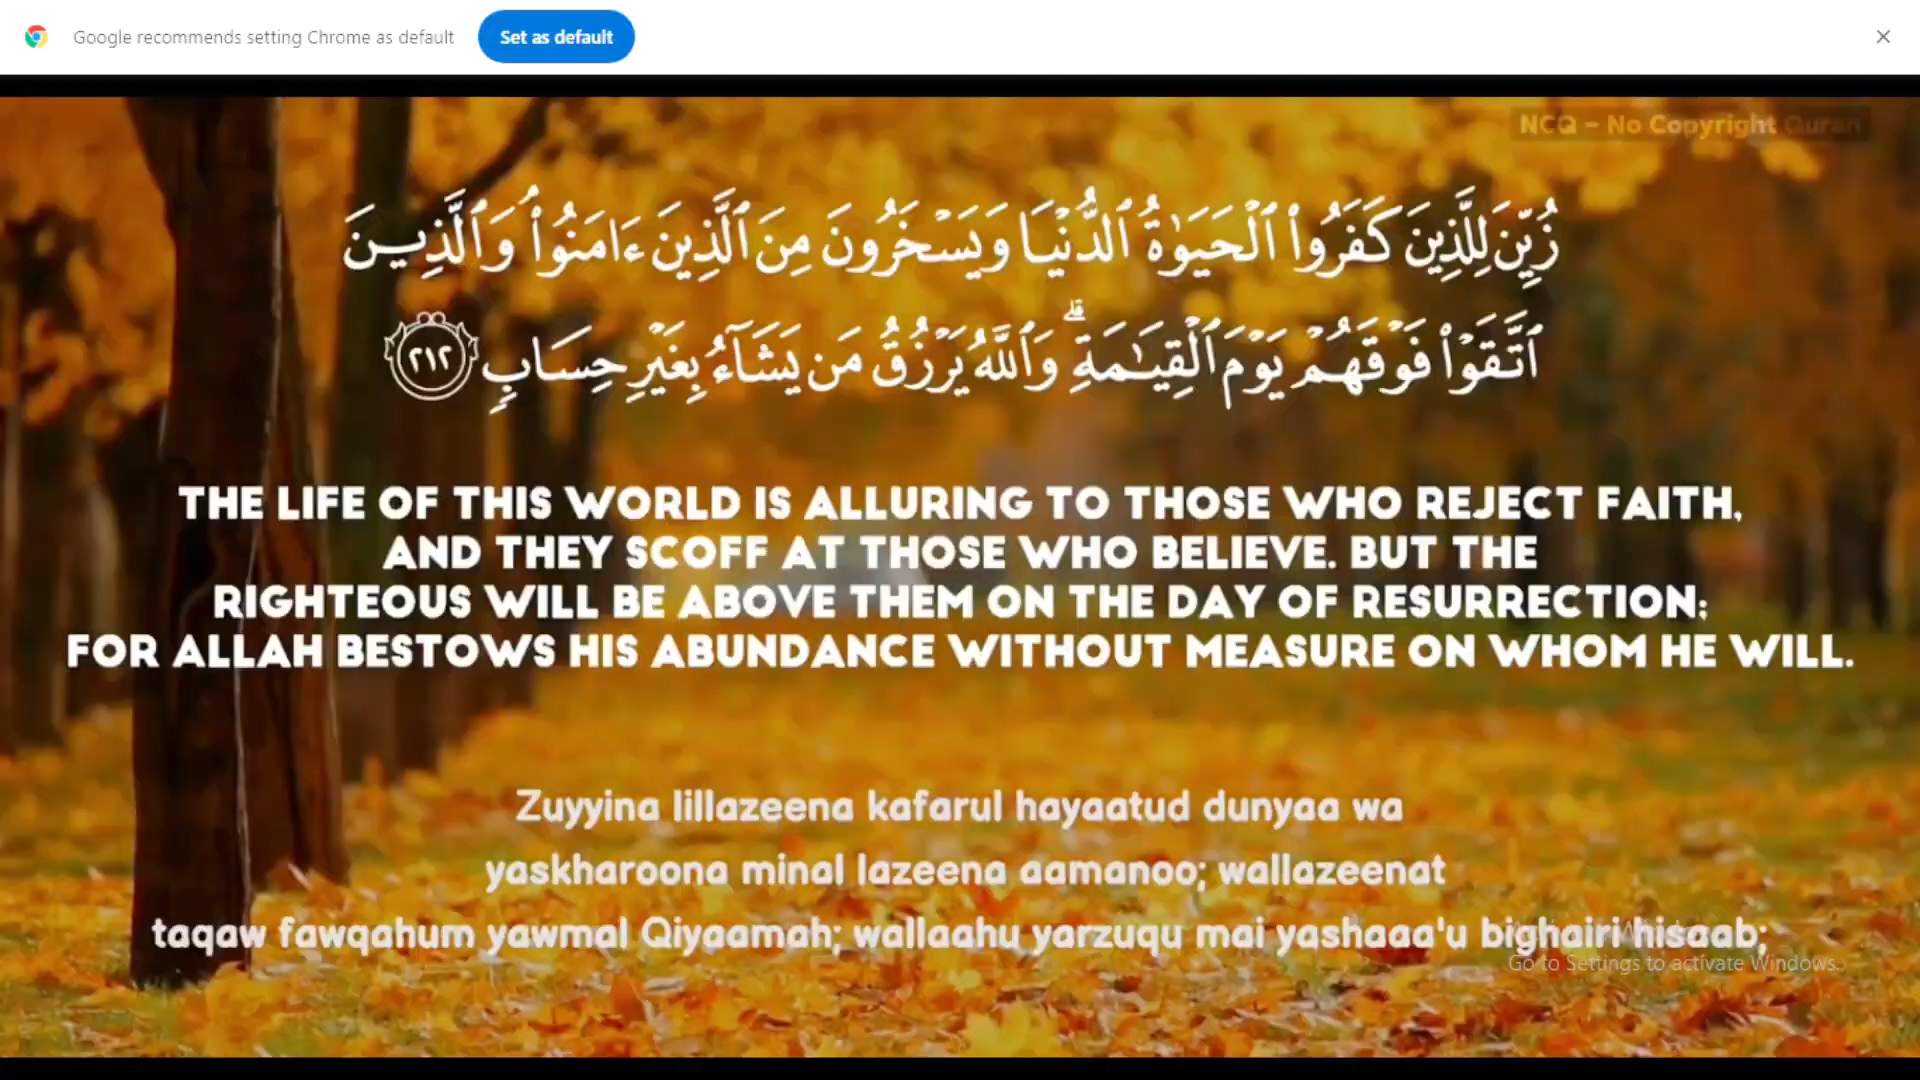 Google recommends setting Chrome as default
Set as default
NCQ - No Copyright Quran
زُيِّنَ لِلَّذِينَ كَفَرُوا۟ ٱلْحَيَوٰةُ ٱلدُّنْيَا وَيَسْخَرُونَ مِنَ ٱلَّذِينَ ءَامَنُوا۟ ۘ وَٱلَّذِينَ
ٱتَّقَوْا۟ فَوْقَهُمْ يَوْمَ ٱلْقِيَـٰمَةِ ۗ وَٱللَّهُ يَرْزُقُ مَن يَشَآءُ بِغَيْرِ حِسَابٍ ٢١٢
THE LIFE OF THIS WORLD IS ALLURING TO THOSE WHO REJECT FAITH,
AND THEY SCOFF AT THOSE WHO BELIEVE. BUT THE
RIGHTEOUS WILL BE ABOVE THEM ON THE DAY OF RESURRECTION;
FOR ALLAH BESTOWS HIS ABUNDANCE WITHOUT MEASURE ON WHOM HE WILL.
Zuyyina lillazeena kafarul hayaatud dunyaa wa
yaskharoona minal lazeena aamanoo; wallazeenat
taqaw fawqahum yawmal Qiyaamah; wallaahu yarzuqu mai yashaaa'u bighairi hisaab;
Go to Settings to activate Windows.